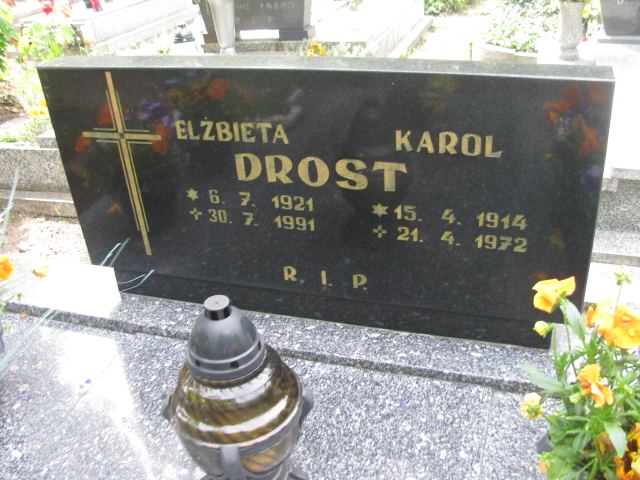 ELŻBIETA KAROL
DROST
* 6. 7. 1921 * 15. 4. 1914
+ 30. 7. 1991 + 21. 4. 1972
R. I. P.